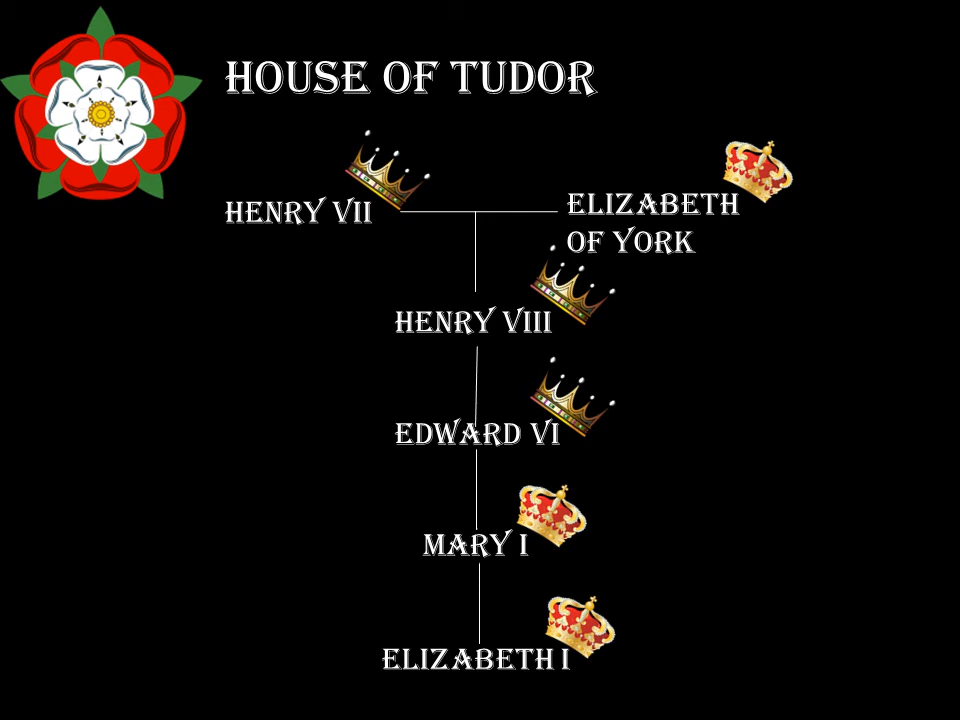 HOUSE OF TUDOR
HENRY VII
ELIZABETH
OF YORK
HENRY VIII
EDWARD VI
MARY I
ELIZABETH I